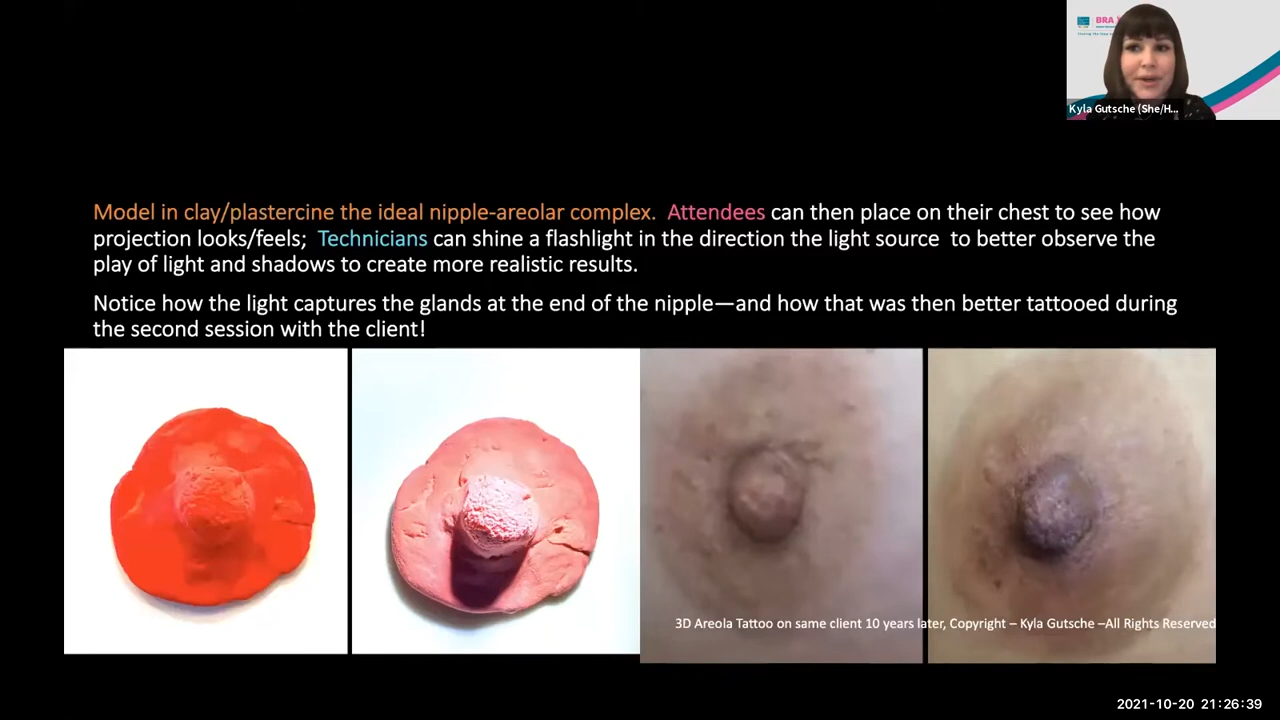 BRA
Kyla Gutsche (She/H...
Model in clay/plastercine the ideal nipple-areolar complex. Attendees can then place on their chest to see how
projection looks/feels; Technicians can shine a flashlight in the direction the light source to better observe the
play of light and shadows to create more realistic results.
Notice how the light captures the glands at the end of the nipple—and how that was then better tattooed during
the second session with the client!
3D Areola Tattoo on same client 10 years later, Copyright – Kyla Gutsche –All Rights Reserved
2021-10-20 21:26:39